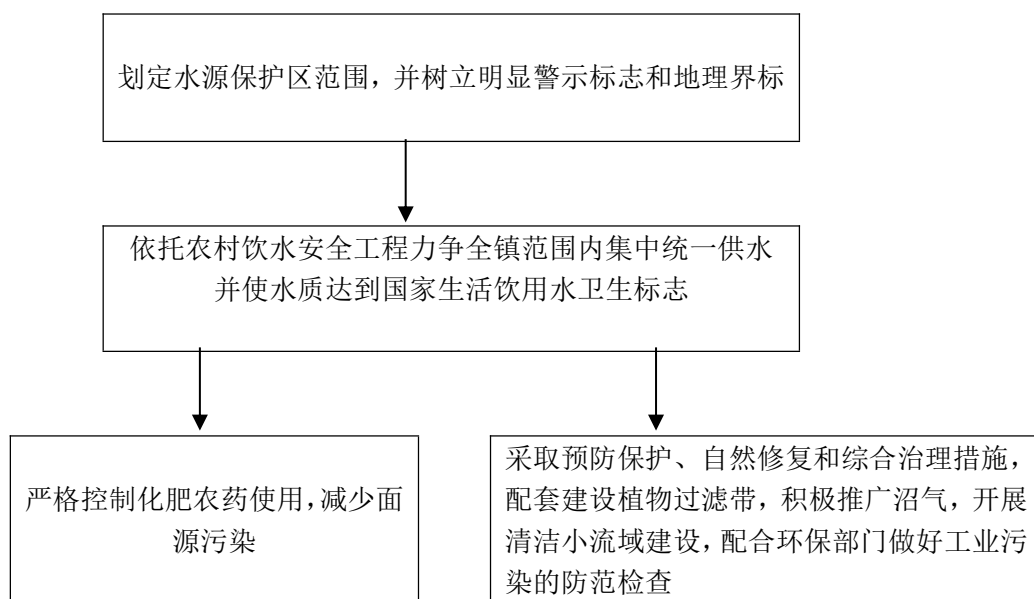 划定水源保护区范围，并树立明显警示标志和地理界标
依托农村饮水安全工程力争全镇范围内集中统一供水
并使水质达到国家生活饮用水卫生标志
严格控制化肥农药使用，减少面
源污染
采取预防保护、自然修复和综合治理措施，
配套建设植物过滤带，积极推广沼气，开展
清洁小流域建设，配合环保部门做好工业污
染的防范检查